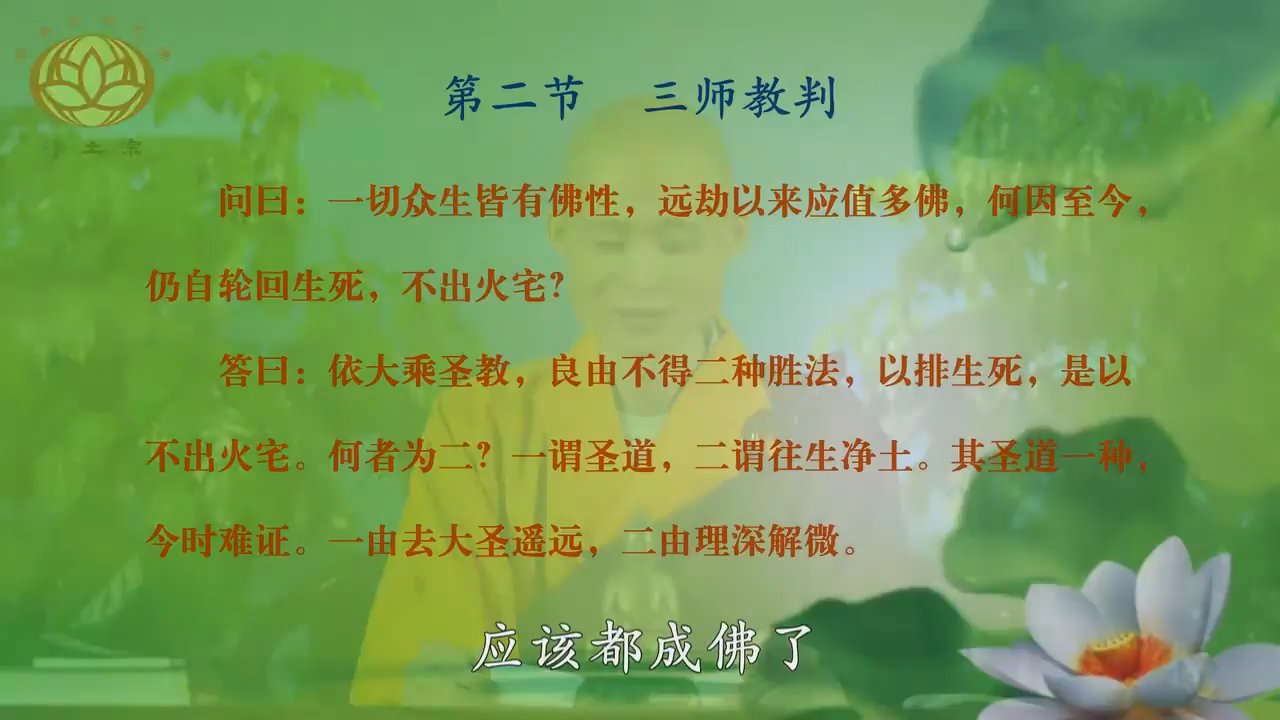 第二节 三师教判
问曰：一切众生皆有佛性，远劫以来应值多佛，何因至今，
仍自轮回生死，不出火宅？
答曰：依大乘圣教，良由不得二种胜法，以排生死，是以
不出火宅。何者为二？一谓圣道，二谓往生净土。其圣道一种，
今时难证。一由去大圣遥远，二由理深解微。
应该都成佛了
净土宗